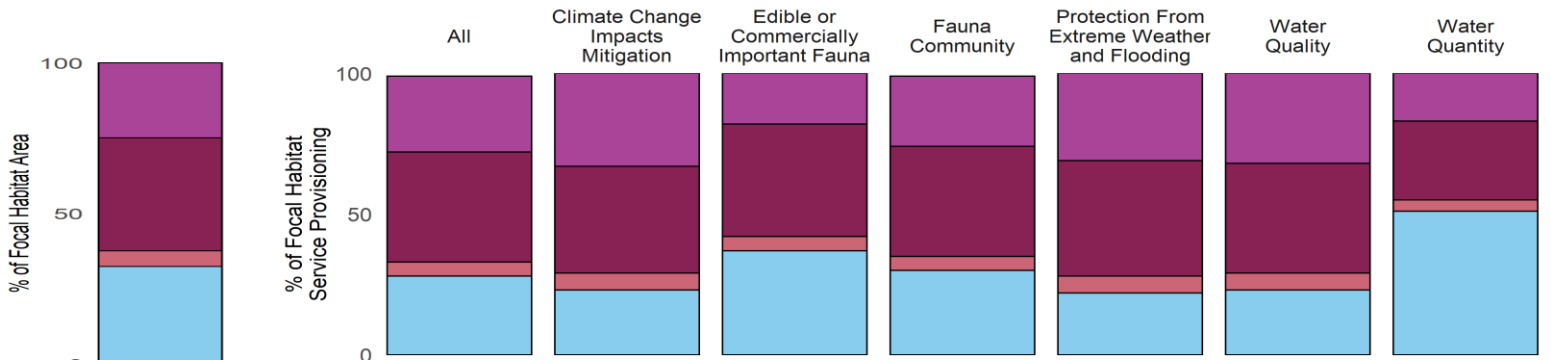 % of Focal Habitat Area
100
50
% of Focal Habitat
Service Provisioning
100
50
0
All
Climate Change
Impacts
Mitigation
Edible or
Commercially
Important Fauna
Fauna
Community
Protection From
Extreme Weather
and Flooding
Water
Quality
Water
Quantity